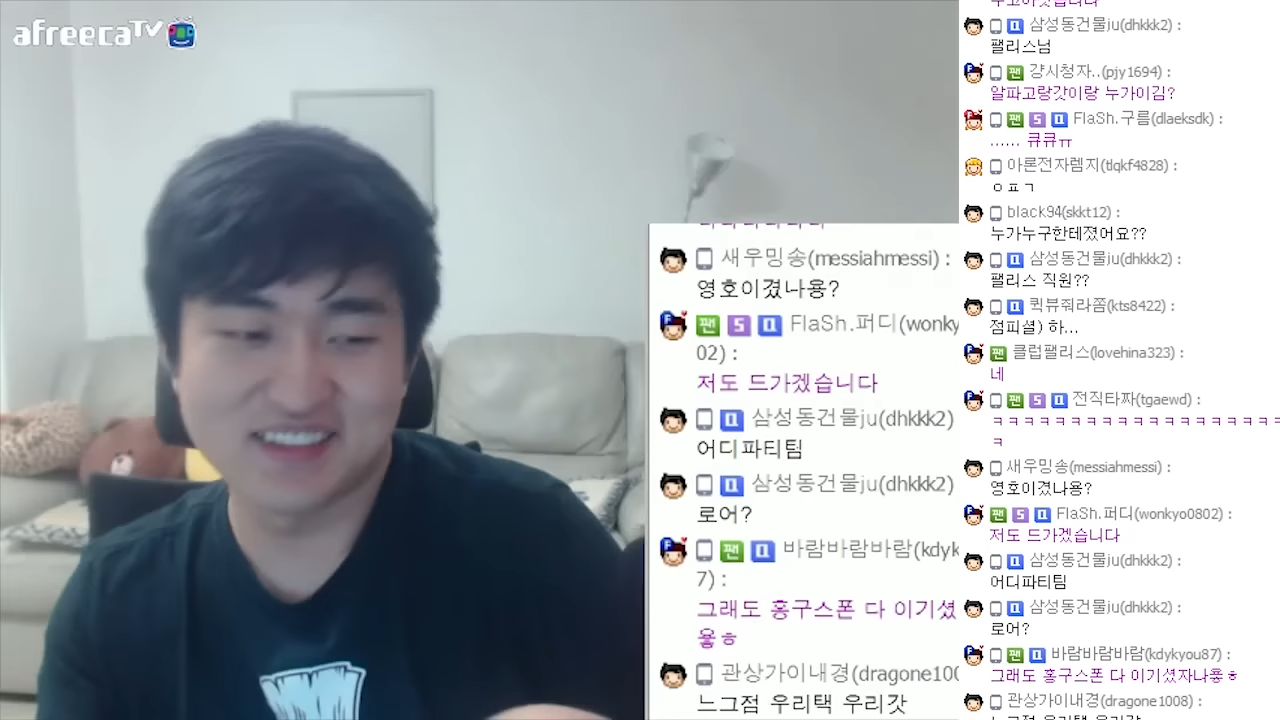 afreecaTV
새우밍송(messiahmessi) :
영호이겼나용?
팬 S FlaSh.퍼디(wonky
02) :
저도 드가겠습니다
삼성동건물ju(dhkkk2)
어디파티팀
삼성동건물ju(dhkkk2)
로어?
팬 바람바람바람(kdyk
7) :
그래도 홍구스폰 다 이기셨
욯ㅎ
관상가이내경(dragone100
느그점 우리택 우리갓
삼성동건물ju(dhkkk2) :
팰리스님
팬 걍시청자..(pjy1694) :
알파고랑갓이랑 누가이김?
팬 S FlaSh.구름(dlaeksdk) :
...... 큐큐ㅠ
아론전자렘지(tlqkf4828) :
ㅇㅍㄱ
black94(skkt12) :
누가누구한테졌어요??
삼성동건물ju(dhkkk2) :
팰리스 직원??
퀵뷰줘라쫌(kts8422) :
점피셜) 하...
팬 클럽팰리스(lovehina323) :
네
팬 S 전직타짜(tgaewd) :
ㅋㅋㅋㅋㅋㅋㅋㅋㅋㅋㅋㅋㅋㅋㅋㅋㅋㅋㅋ
ㅋ
새우밍송(messiahmessi) :
영호이겼나용?
팬 S FlaSh.퍼디(wonkyo0802) :
저도 드가겠습니다
삼성동건물ju(dhkkk2) :
어디파티팀
삼성동건물ju(dhkkk2) :
로어?
팬 바람바람바람(kdykyou87) :
그래도 홍구스폰 다 이기셨자나욯ㅎ
관상가이내경(dragone1008) :